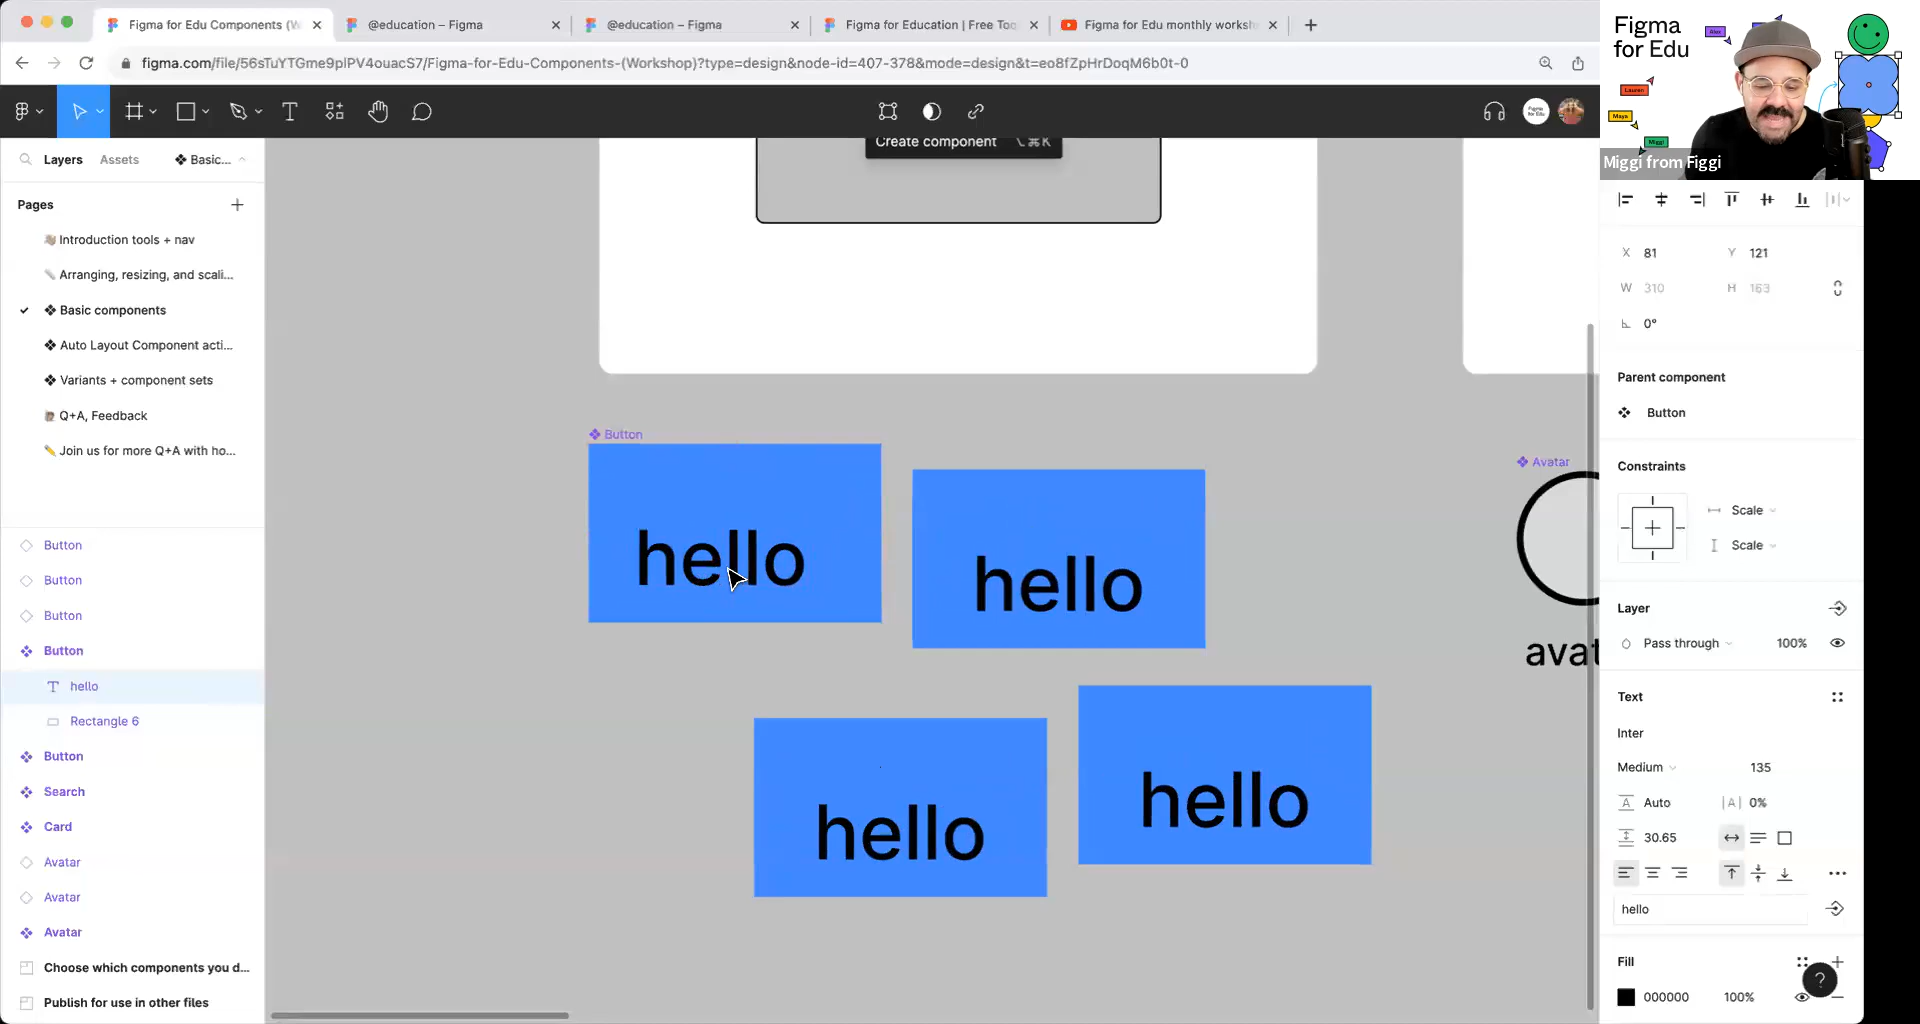 Figma for Edu Components (W
@education – Figma
@education – Figma
Figma for Education | Free Too
Figma for Edu monthly worksh
figma.com/file/56sTuYTGme9plPV4ouacS7/Figma-for-Edu-Components-(Workshop)?type=design&node-id=407-378&mode=design&t=eo8fZpHrDoqM6b0t-0
Figma
for Edu
Alex
Lauren
Maya
Miggi
Miggi from Figgi
Layers
Assets
Basic...
Pages
Introduction tools + nav
Arranging, resizing, and scali...
Basic components
Auto Layout Component acti...
Variants + component sets
Q+A, Feedback
Join us for more Q+A with ho...
Button
Button
Button
Button
hello
Rectangle 6
Button
Search
Card
Avatar
Avatar
Avatar
Choose which components you d...
Publish for use in other files
Create component ⌥⌘K
Button
hello
hello
hello
hello
Avatar
avat
X 81 Y 121
W 310 H 163
0°
Parent component
Button
Constraints
Scale
Scale
Layer
Pass through 100%
Text
Inter
Medium 135
Auto |A| 0%
30.65
hello
Fill
000000 100%
?